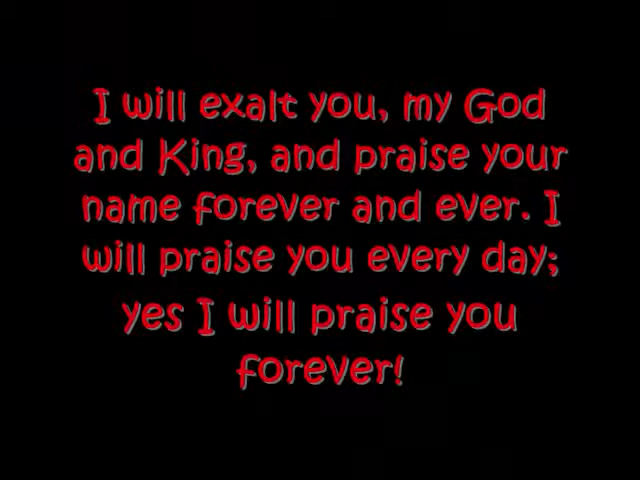 I will exalt you, my God
and King, and praise your
name forever and ever. I
will praise you every day;
yes I will praise you
forever!